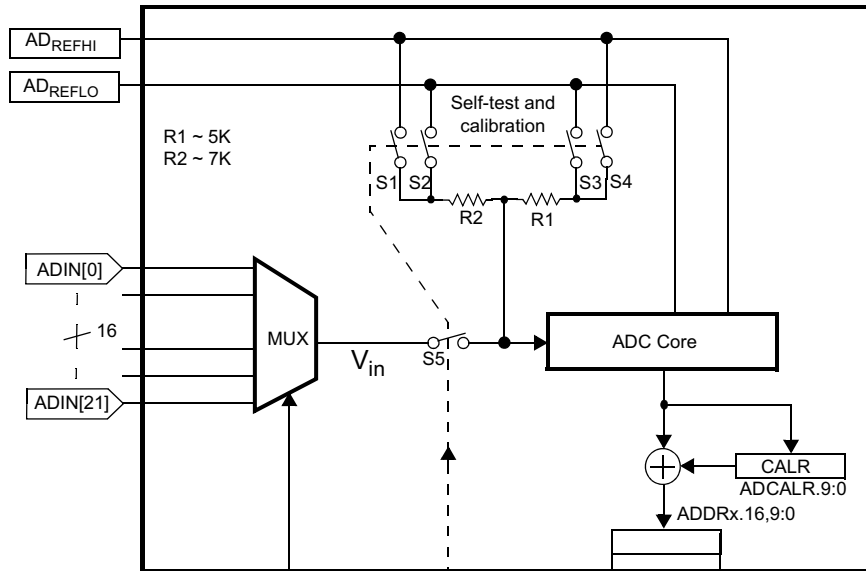 AD_REFHI
AD_REFLO
Self-test and
calibration
R1 ~ 5K
R2 ~ 7K
S1
S2
S3
S4
R2
R1
ADIN[0]
16
MUX
V_in
S5
ADC Core
ADIN[21]
CALR
ADCALR.9:0
ADDRx.16,9:0